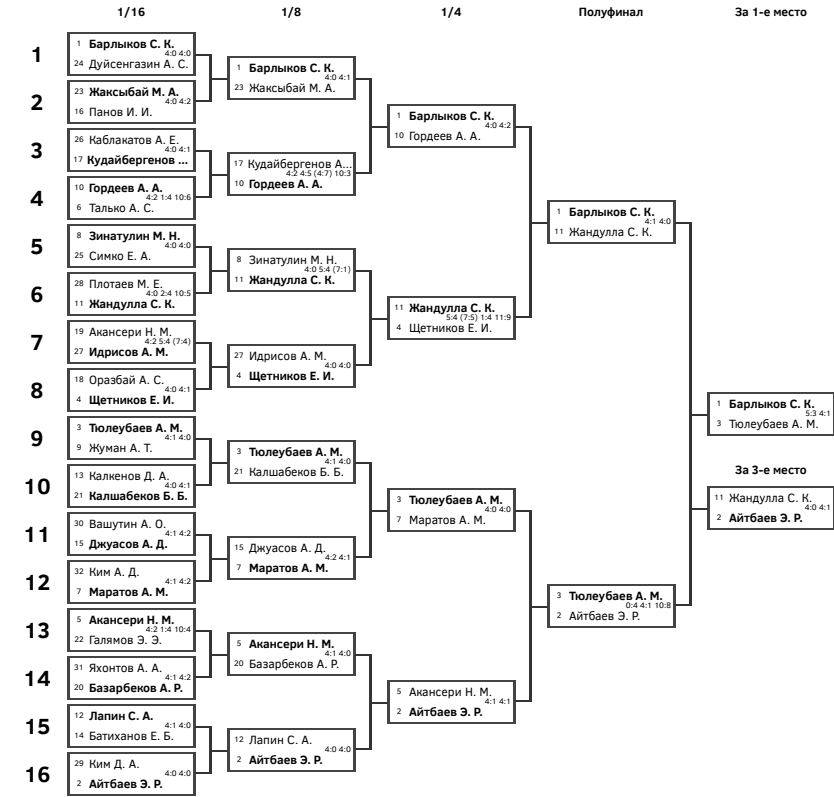 1/16 1/8 1/4 Полуфинал За 1-е место
1
1 Барлыков С. К.
4:0 4:0
24 Дуйсенгазин А. С.
2
23 Жаксыбай М. А.
4:0 4:2
16 Панов И. И.
3
26 Каблакатов А. Е.
4:0 4:1
17 Кудайбергенов ...
4
10 Гордеев А. А.
4:2 1:4 10:6
6 Талько А. С.
5
8 Зинатулин М. Н.
4:0 4:0
25 Симко Е. А.
6
28 Плотаев М. Е.
4:0 2:4 10:5
11 Жандулла С. К.
7
19 Акансери Н. М.
4:2 5:4 (7:4)
27 Идрисов А. М.
8
18 Оразбай А. С.
4:0 4:1
4 Щетников Е. И.
9
3 Тюлеубаев А. М.
4:1 4:0
9 Жуман А. Т.
10
13 Калкенов Д. А.
4:0 4:1
21 Калшабеков Б. Б.
11
30 Вашутин А. О.
4:1 4:2
15 Джуасов А. Д.
12
32 Ким А. Д.
4:1 4:2
7 Маратов А. М.
13
5 Акансери Н. М.
4:2 1:4 10:4
22 Галямов Э. Э.
14
31 Яхонтов А. А.
4:1 4:2
20 Базарбеков А. Р.
15
12 Лапин С. А.
4:1 4:0
14 Батиханов Е. Б.
16
29 Ким Д. А.
4:0 4:0
2 Айтбаев Э. Р.
1 Барлыков С. К.
4:0 4:1
23 Жаксыбай М. А.
17 Кудайбергенов А...
4:2 4:5 (4:7) 10:3
10 Гордеев А. А.
8 Зинатулин М. Н.
4:0 5:4 (7:1)
11 Жандулла С. К.
27 Идрисов А. М.
4:0 4:0
4 Щетников Е. И.
3 Тюлеубаев А. М.
4:1 4:0
21 Калшабеков Б. Б.
15 Джуасов А. Д.
4:2 4:1
7 Маратов А. М.
5 Акансери Н. М.
4:1 4:0
20 Базарбеков А. Р.
12 Лапин С. А.
4:0 4:0
2 Айтбаев Э. Р.
1 Барлыков С. К.
4:0 4:2
10 Гордеев А. А.
11 Жандулла С. К.
5:4 (7:5) 1:4 11:9
4 Щетников Е. И.
3 Тюлеубаев А. М.
4:0 4:0
7 Маратов А. М.
5 Акансери Н. М.
4:1 4:1
2 Айтбаев Э. Р.
1 Барлыков С. К.
4:1 4:0
11 Жандулла С. К.
3 Тюлеубаев А. М.
0:4 4:1 10:8
2 Айтбаев Э. Р.
1 Барлыков С. К.
5:3 4:1
3 Тюлеубаев А. М.
За 3-е место
11 Жандулла С. К.
4:0 4:1
2 Айтбаев Э. Р.